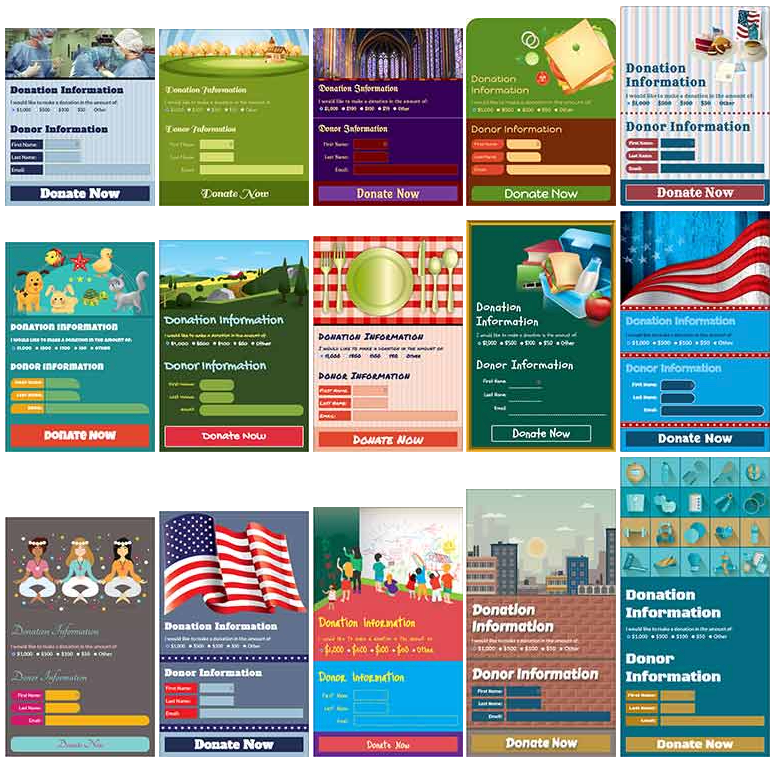 Donation Information
I would like to make a donation in the amount of:
$1,000 $500 $100 $50 Other
Donor Information
First Name:
Last Name:
Email:
Donate Now
Donation Information
I would like to make a donation in the amount of:
$1,000 $500 $100 $50 Other
Donor Information
First Name:
Last Name:
Email:
Donate Now
Donation Information
I would like to make a donation in the amount of:
Other
Donor Information
First Name:
Last Name:
Email:
Donate Now
Donation
Information
I would like to make a donation in the amount of:
$1,000 $500 $100 $50 Other
Donor Information
First Name:
Last Name:
Email:
Donate Now
Donation
Information
I would like to make a donation in the amount of:
$1,000 $500 $100 $50 Other
Donor Information
First Name:
Last Name:
Email:
Donate Now
Donation Information
I would like to make a donation in the amount of:
Other
Donor Information
First Name:
Last Name:
Email:
Donate Now
Donation Information
I would like to make a donation in the amount of:
$1,000 $500 $100 $50 Other
Donor Information
First Name:
Last Name:
Email:
Donate Now
Donation Information
I would like to make a donation in the amount of:
Other
Donor Information
First Name:
Last Name:
Email:
Donate Now
Donation
Information
I would like to make a donation in the amount of:
$1,000 $500 $100 $50 Other
Donor Information
First Name:
Last Name:
Email:
Donate Now
Donation Information
I would like to make a donation in the amount of:
$1,000 $500 $100 $50 Other
Donor Information
First Name:
Last Name:
Email:
Donate Now
Donation Information
I would like to make a donation in the amount of:
$1,000 $500 $100 $50 Other
Donor Information
First Name:
Last Name:
Email:
Donate Now
Donation Information
I would like to make a donation in the amount of:
$1,000 $500 $100 $50 Other
Donor Information
First Name:
Last Name:
Email:
Donate Now
Donation Information
I would like to make a donation in the amount of:
$1,000 Other
Donor Information
First Name:
Last Name:
Email:
Donate Now
Donation
Information
I would like to make a donation in the amount of:
$1,000 $500 $100 $50 Other
Donor Information
First Name:
Last Name:
Email:
Donate Now
Donation
Information
I would like to make a donation in the amount of:
$1,000 $500 $100 $50 Other
Donor
Information
First Name:
Last Name:
Email:
Donate Now